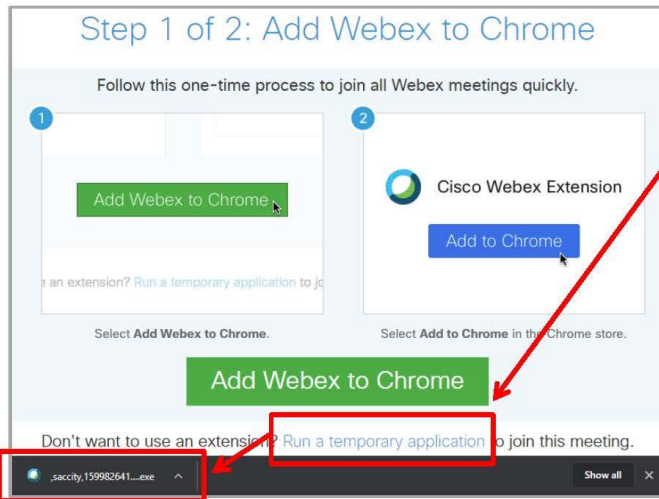 Step 1 of 2: Add Webex to Chrome
Follow this one-time process to join all Webex meetings quickly.
1
Add Webex to Chrome
e an extension? Run a temporary application to jo
Select Add Webex to Chrome.
2
Cisco Webex Extension
Add to Chrome
Select Add to Chrome in the Chrome store.
Add Webex to Chrome
Don't want to use an extension? Run a temporary application to join this meeting.
,saccity,159982641....exe
Show all